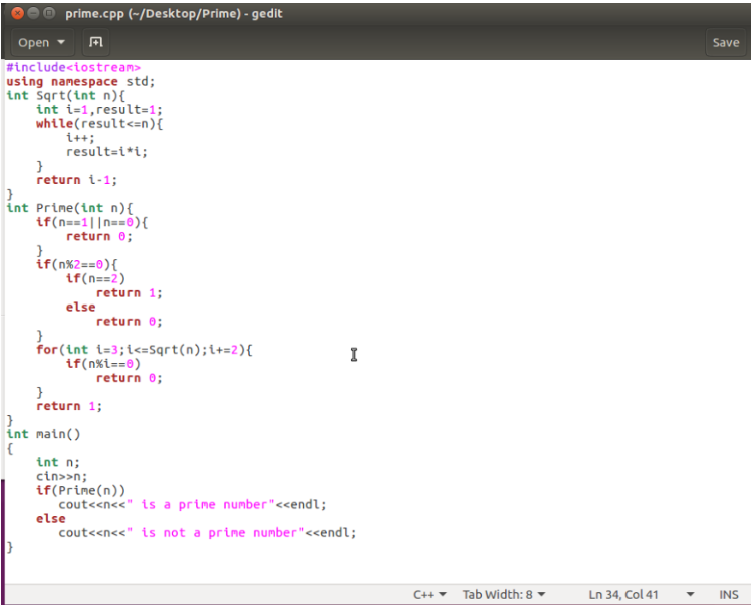 prime.cpp (~/Desktop/Prime) - gedit
Open Save
#include<iostream>
using namespace std;
int Sqrt(int n){
    int i=1,result=1;
    while(result<=n){
        i++;
        result=i*i;
    }
    return i-1;
}
int Prime(int n){
    if(n==1||n==0){
        return 0;
    }
    if(n%2==0){
        if(n==2)
            return 1;
        else
            return 0;
    }
    for(int i=3;i<=Sqrt(n);i+=2){
        if(n%i==0)
            return 0;
    }
    return 1;
}
int main()
{
    int n;
    cin>>n;
    if(Prime(n))
       cout<<n<<" is a prime number"<<endl;
    else
       cout<<n<<" is not a prime number"<<endl;
}
C++ Tab Width: 8 Ln 34, Col 41 INS